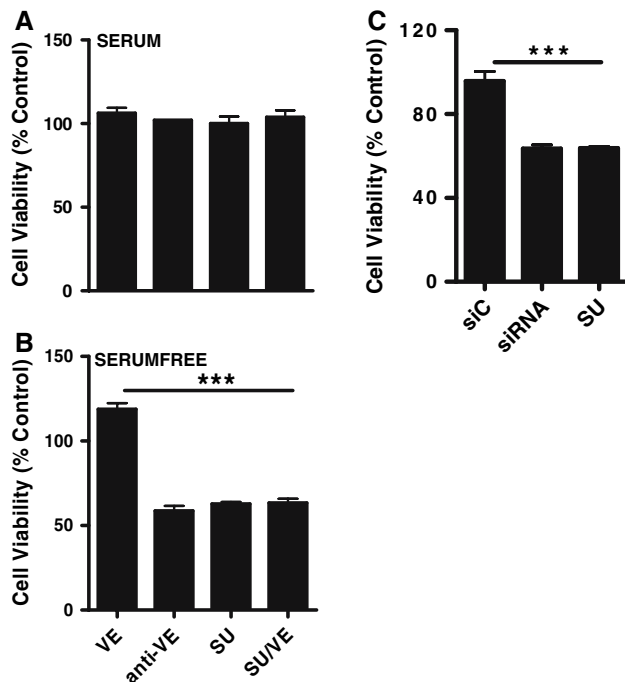 A
SERUM
Cell Viability (% Control)
150
100
50
0
B
SERUMFREE
***
Cell Viability (% Control)
150
100
50
0
VE
anti-VE
SU
SU/VE
C
***
Cell Viability (% Control)
120
80
60
0
siC
siRNA
SU